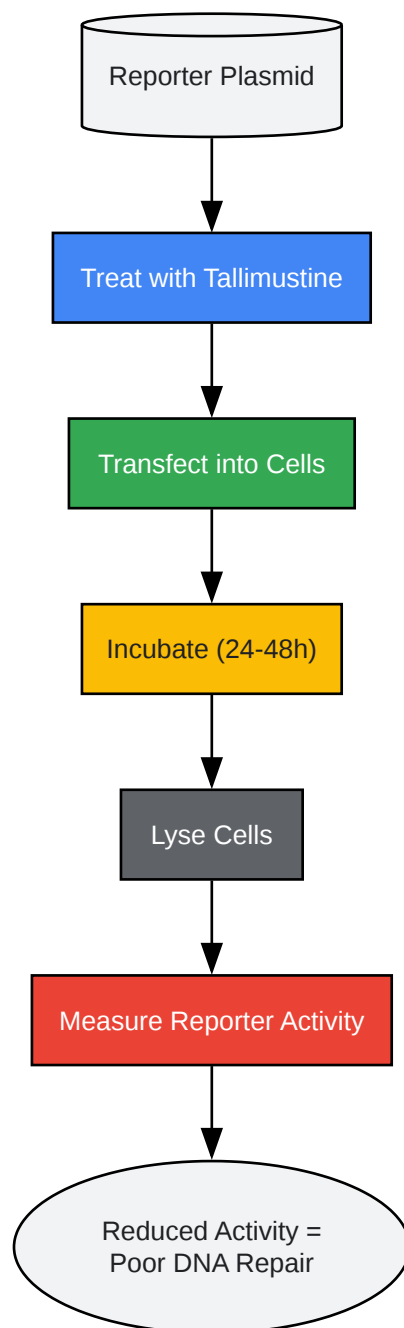 Reporter Plasmid
Treat with Tallimustine
Transfect into Cells
Incubate (24-48h)
Lyse Cells
Measure Reporter Activity
Reduced Activity =
Poor DNA Repair